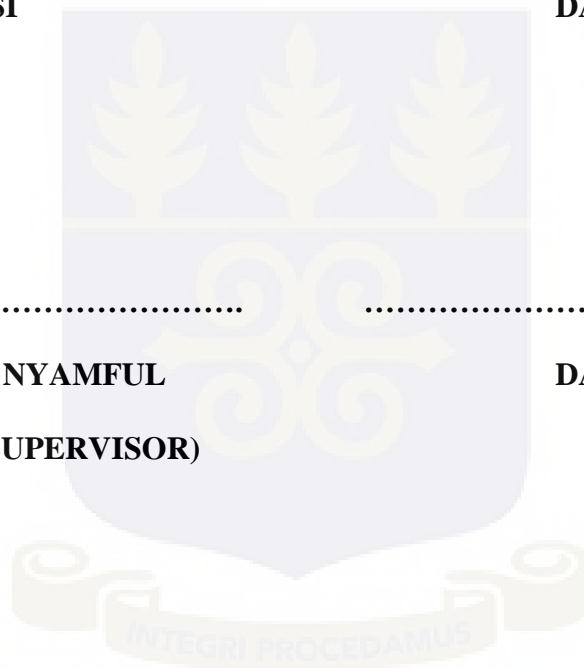 SI DA
........................ ........................
NYAMFUL DA
UPERVISOR)
INTEGRI PROCEDAMUS